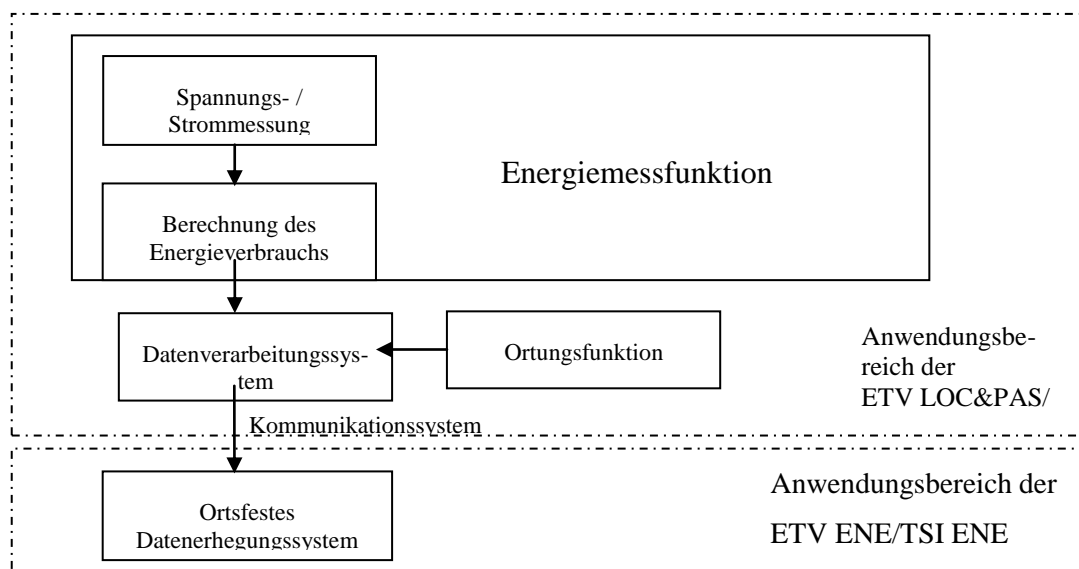 Spannungs- /
Strommessung
Energiemessfunktion
Berechnung des
Energieverbrauchs
Datenverarbeitungssys-
tem
Ortungsfunktion
Anwendungsbe-
reich der
ETV LOC&PAS/
Kommunikationssystem
Ortsfestes
Datenerhegungssystem
Anwendungsbereich der
ETV ENE/TSI ENE